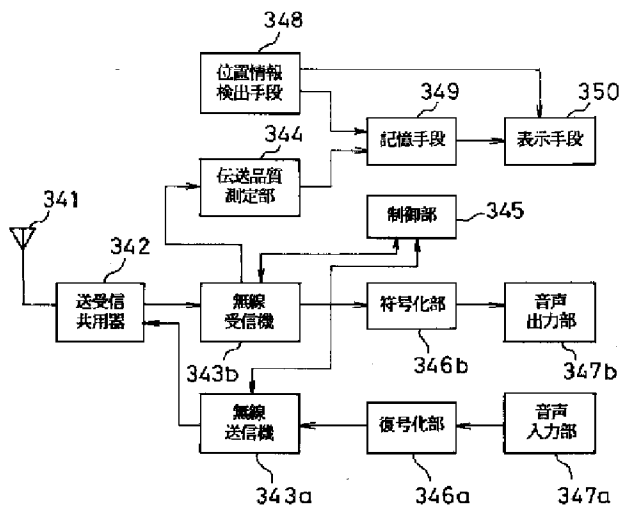 348
位置情報
検出手段
349
350
344
記憶手段
表示手段
伝送品質
測定部
341
345
制御部
342
送受信
共用器
無線
受信機
符号化部
音声
出力部
343b
346b
347b
無線
送信機
復号化部
音声
入力部
343a
346a
347a